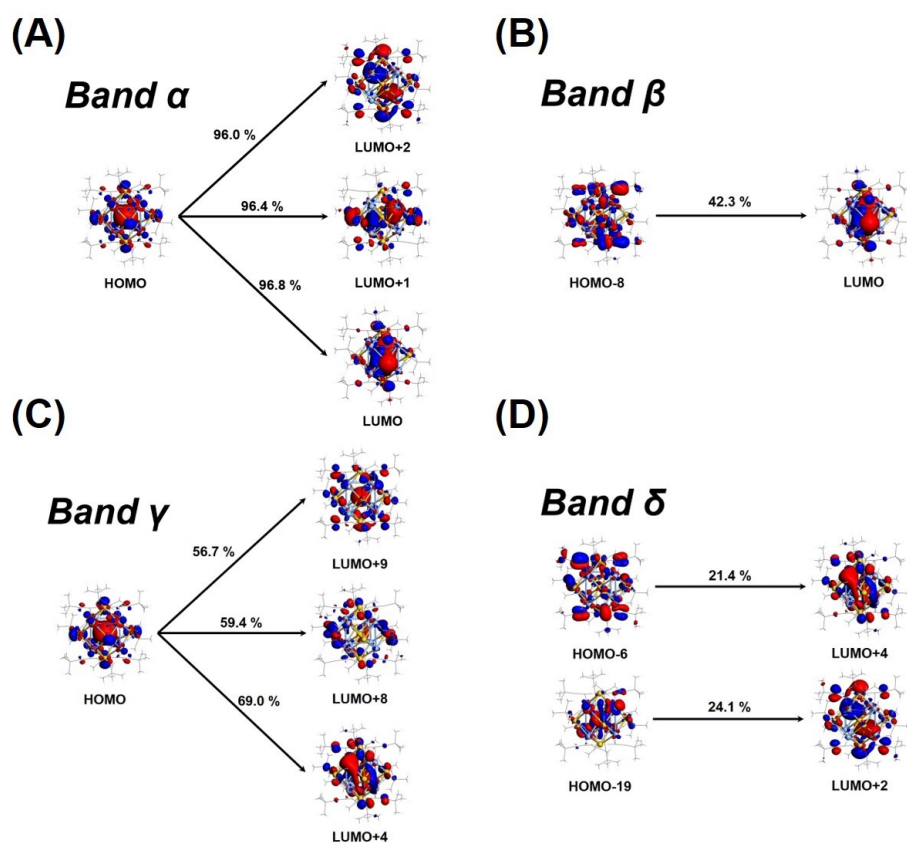 (A)
Band α
96.0 %
LUMO+2
96.4 %
HOMO
LUMO+1
96.8 %
LUMO
(B)
Band β
42.3 %
HOMO-8
LUMO
(C)
Band γ
56.7 %
LUMO+9
59.4 %
HOMO
LUMO+8
69.0 %
LUMO+4
(D)
Band δ
21.4 %
HOMO-6
LUMO+4
24.1 %
HOMO-19
LUMO+2